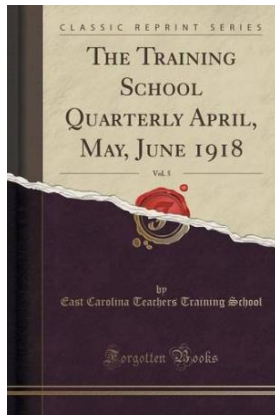 CLASSIC REPRINT SERIES
THE TRAINING
SCHOOL
QUARTERLY APRIL,
MAY, JUNE 1918
Vol. 5
by
East Carolina Teachers Training School
Forgotten Books